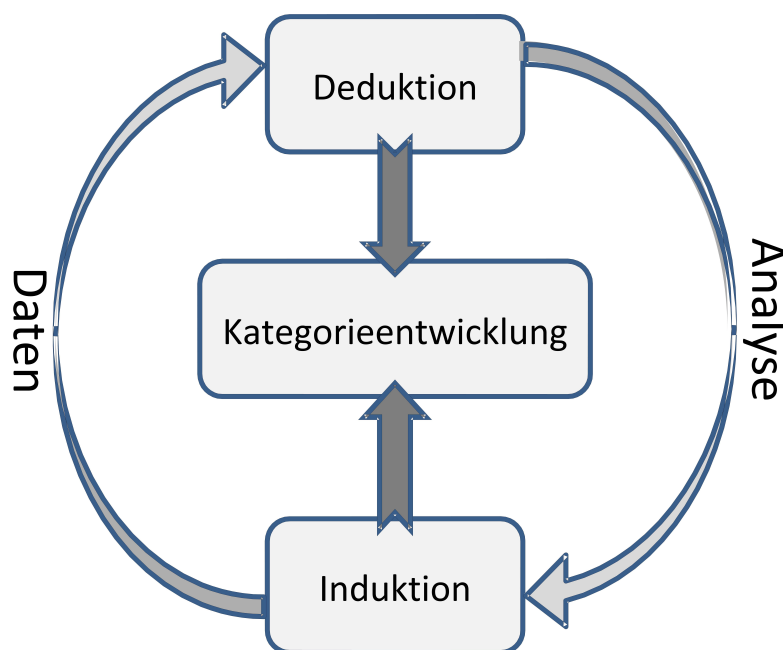 Deduktion
Daten
Kategorieentwicklung
Analyse
Induktion